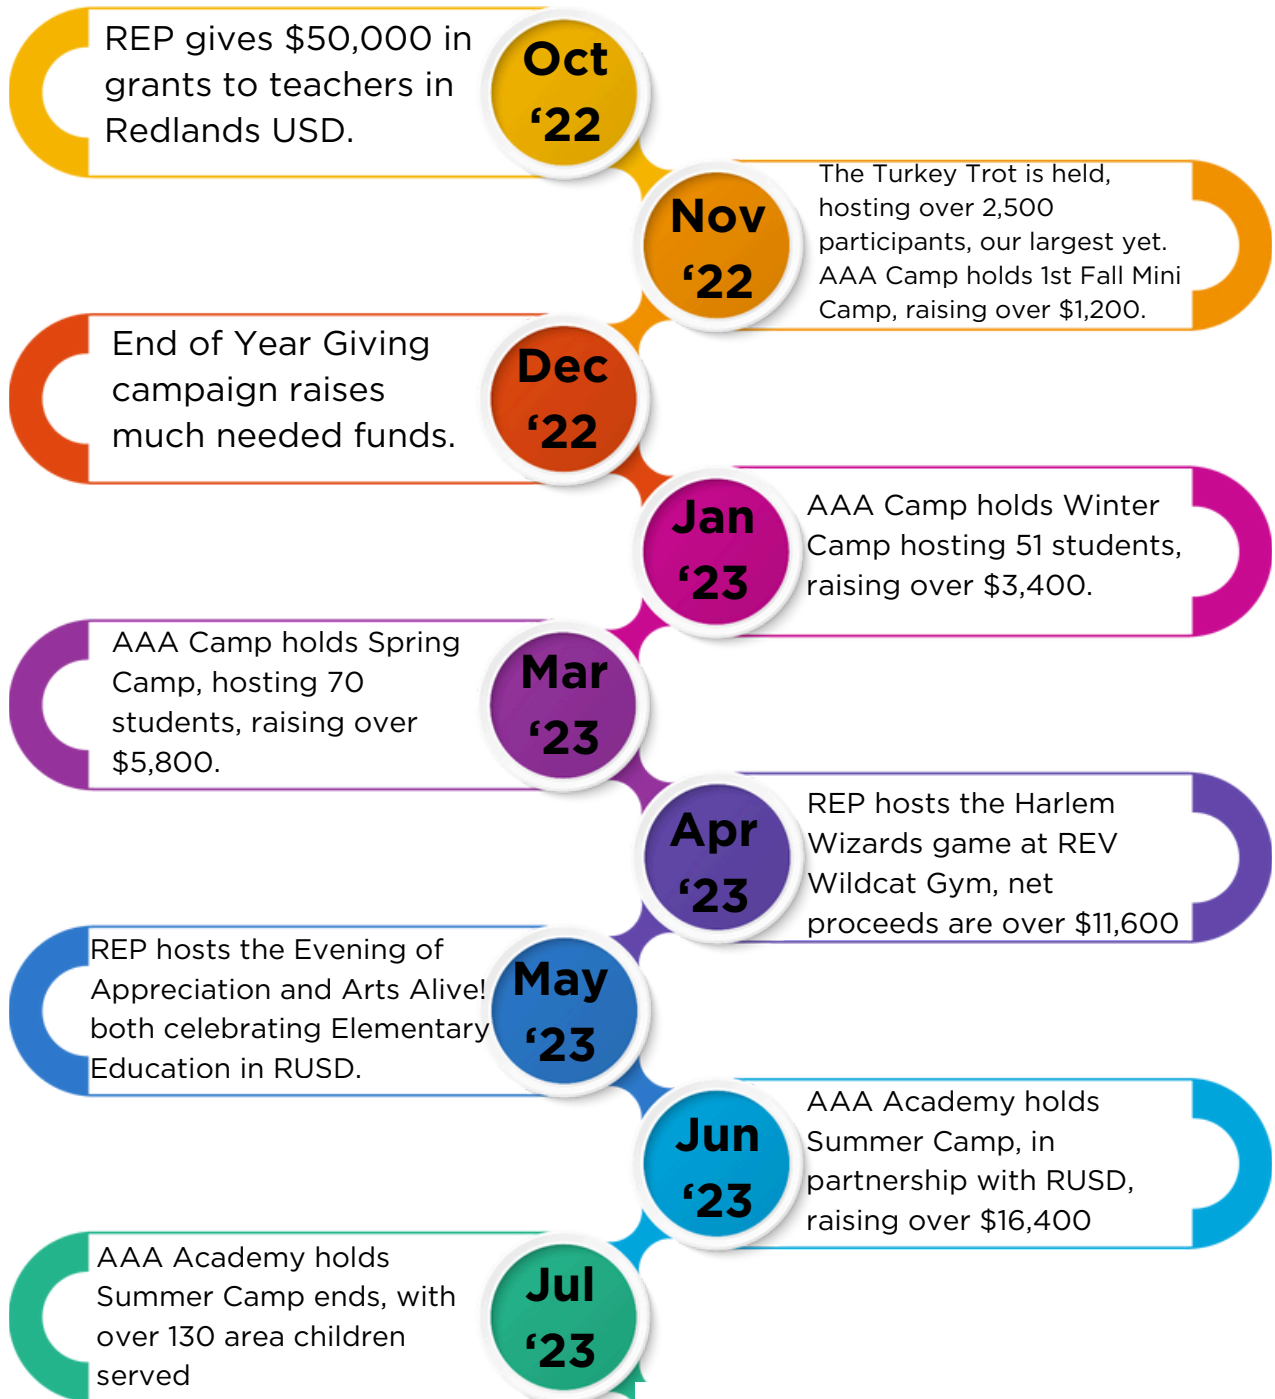 REP gives $50,000 in
grants to teachers in
Redlands USD.
Oct
‘22
The Turkey Trot is held,
hosting over 2,500
participants, our largest yet.
AAA Camp holds 1st Fall Mini
Camp, raising over $1,200.
Nov
‘22
End of Year Giving
campaign raises
much needed funds.
Dec
‘22
AAA Camp holds Winter
Camp hosting 51 students,
raising over $3,400.
Jan
‘23
AAA Camp holds Spring
Camp, hosting 70
students, raising over
$5,800.
Mar
‘23
REP hosts the Harlem
Wizards game at REV
Wildcat Gym, net
proceeds are over $11,600
Apr
‘23
REP hosts the Evening of
Appreciation and Arts Alive!
both celebrating Elementary
Education in RUSD.
May
‘23
AAA Academy holds
Summer Camp, in
partnership with RUSD,
raising over $16,400
Jun
‘23
AAA Academy holds
Summer Camp ends, with
over 130 area children
served
Jul
‘23